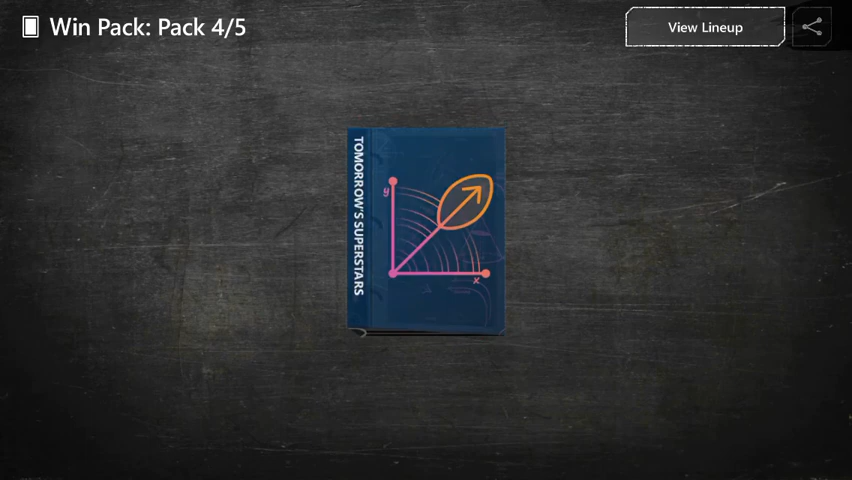 Win Pack: Pack 4/5
View Lineup
TOMORROW'S SUPERSTARS
y
x